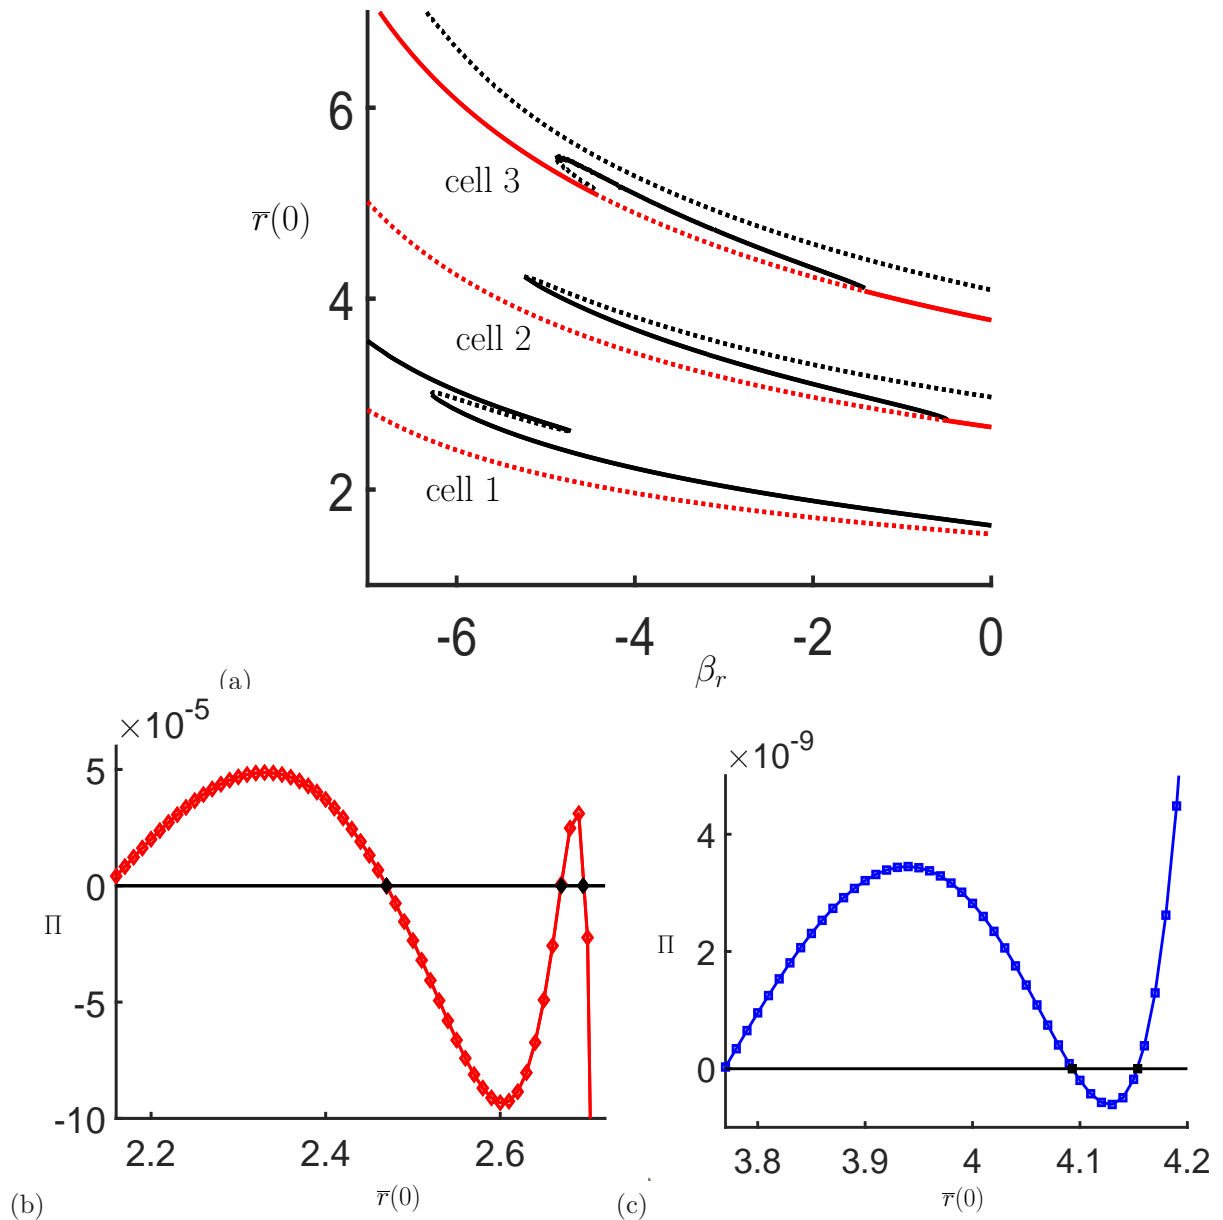 6
cell 3
r̅(0)
4
cell 2
2
cell 1
-6 -4 -2 0
β_r
(a)
×10^-5
5
0
Π
-5
-10
2.2 2.4 2.6
r̅(0)
(b)
×10^-9
4
2
Π
0
3.8 3.9 4 4.1 4.2
r̅(0)
(c)